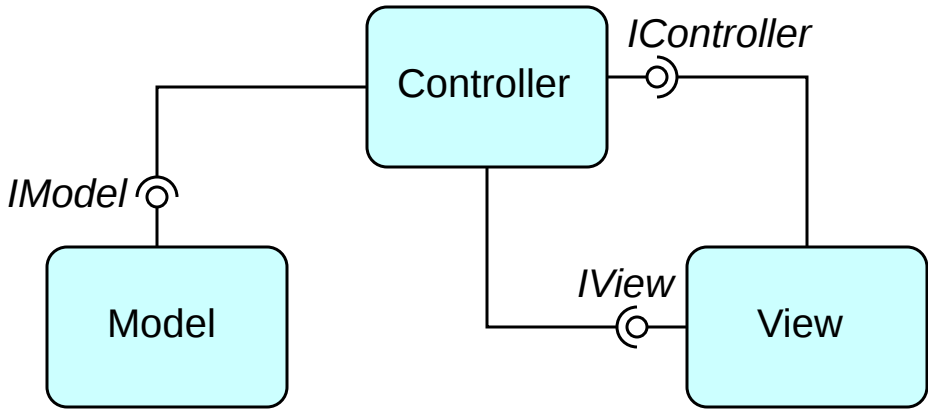 IController
Controller
IModel
IView
Model
View